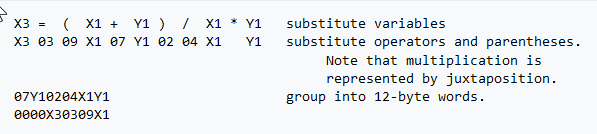 X3 =  (  X1 +  Y1 )  /  X1 * Y1   substitute variables
X3 03 09 X1 07 Y1 02 04 X1   Y1   substitute operators and parentheses.
Note that multiplication is
represented by juxtaposition.
07Y10204X1Y1                      group into 12-byte words.
0000X30309X1